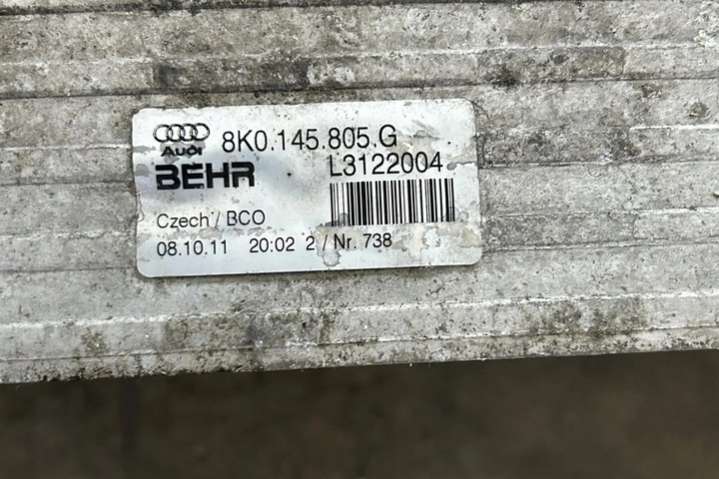 Audi 8K0.145.805.G
BEHR L3122004
Czech / BCO
08.10.11 20:02 2 / Nr. 738